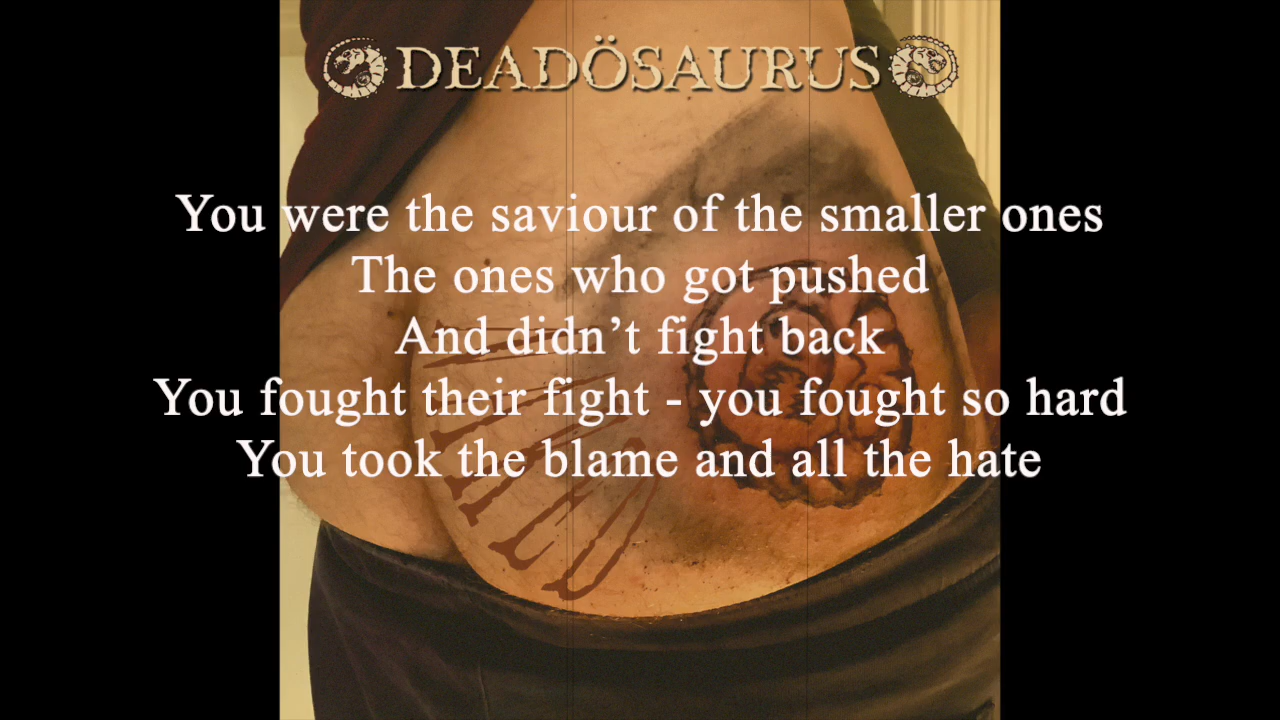 DEADÖSAURUS
You were the saviour of the smaller ones
The ones who got pushed
And didn’t fight back
You fought their fight - you fought so hard
You took the blame and all the hate